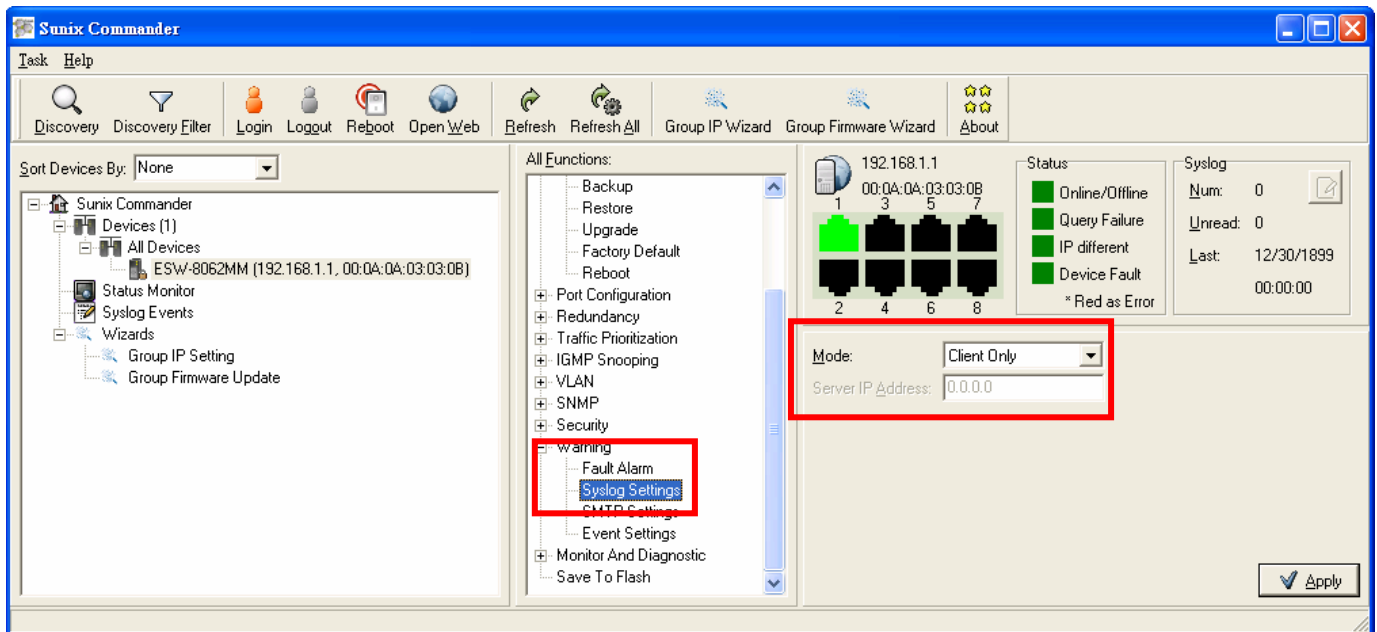 Sunix Commander
Task Help
Discovery Discovery Filter Login Logout Reboot Open Web Refresh Refresh All Group IP Wizard Group Firmware Wizard About
Sort Devices By: None
Sunix Commander
Devices (1)
All Devices
ESW-8062MM (192.168.1.1, 00:0A:0A:03:03:0B)
Status Monitor
Syslog Events
Wizards
Group IP Setting
Group Firmware Update
All Functions:
Backup
Restore
Upgrade
Factory Default
Reboot
Port Configuration
Redundancy
Traffic Prioritization
IGMP Snooping
VLAN
SNMP
Security
Warning
Fault Alarm
Syslog Settings
SMTP Settings
Event Settings
Monitor And Diagnostic
Save To Flash
192.168.1.1
00:0A:0A:03:03:0B
1 3 5 7
2 4 6 8
Status
Online/Offline
Query Failure
IP different
Device Fault
* Red as Error
Syslog
Num: 0
Unread: 0
Last: 12/30/1899
00:00:00
Mode: Client Only
Server IP Address: 0.0.0.0
Apply